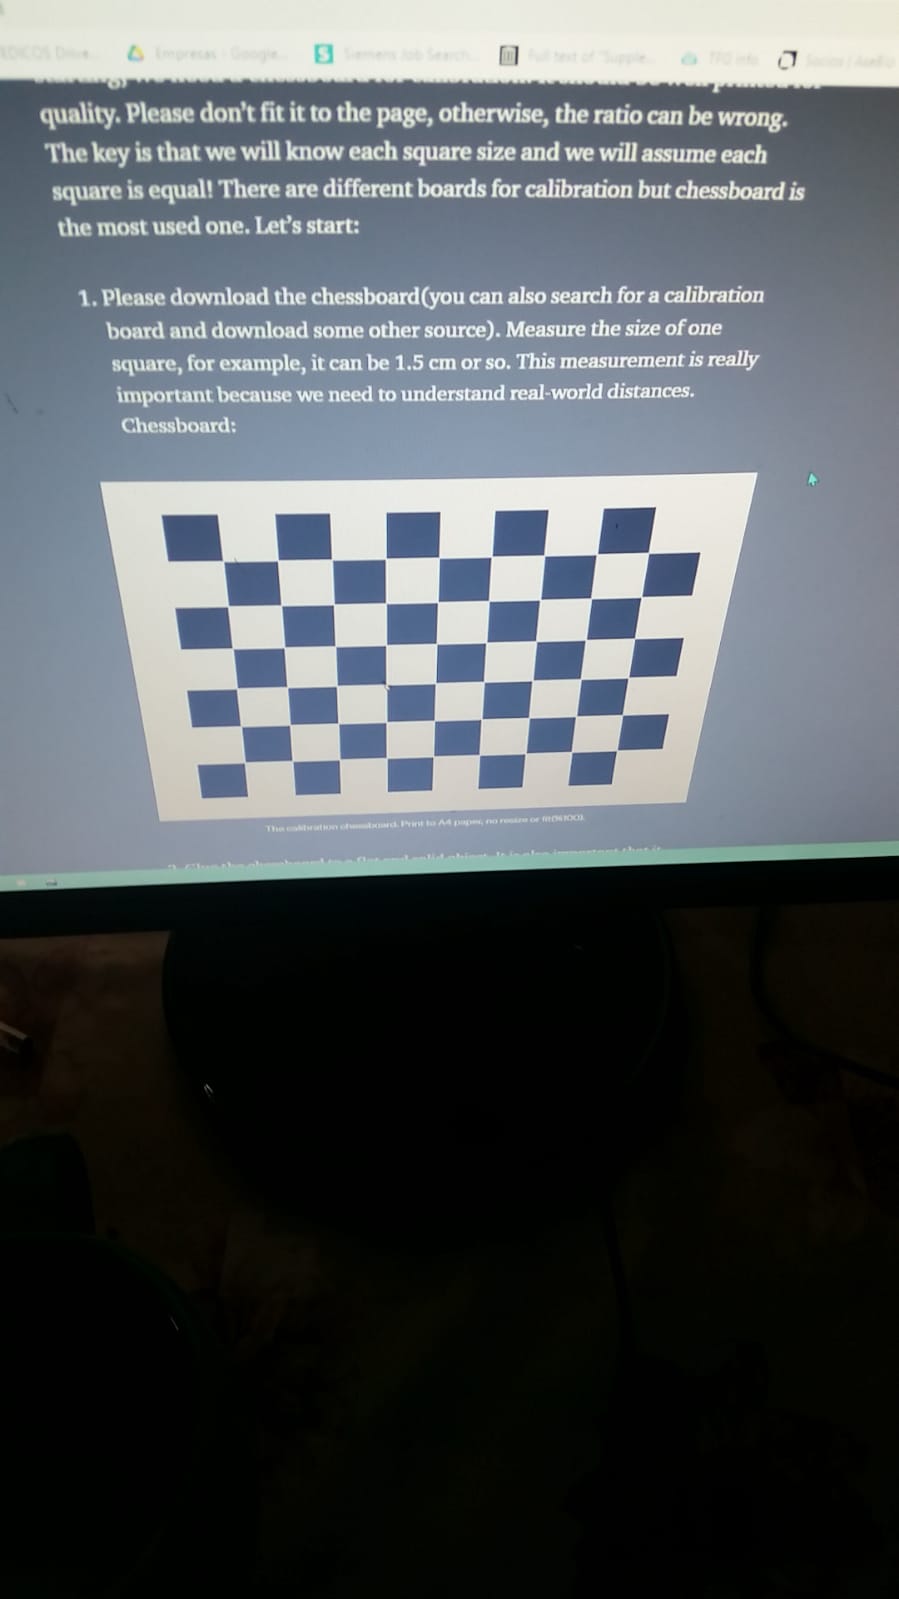 EDICOS Drive...
Empresas - Google...
S
Siemens Job Search...
Full text of "Supple...
TFG info
Socios | AseBio
quality. Please don't fit it to the page, otherwise, the ratio can be wrong.
The key is that we will know each square size and we will assume each
square is equal! There are different boards for calibration but chessboard is
the most used one. Let's start:
1. Please download the chessboard(you can also search for a calibration
board and download some other source). Measure the size of one
square, for example, it can be 1.5 cm or so. This measurement is really
important because we need to understand real-world distances.
Chessboard:
The calibration chessboard. Print to A4 paper, no resize or fit(%100).